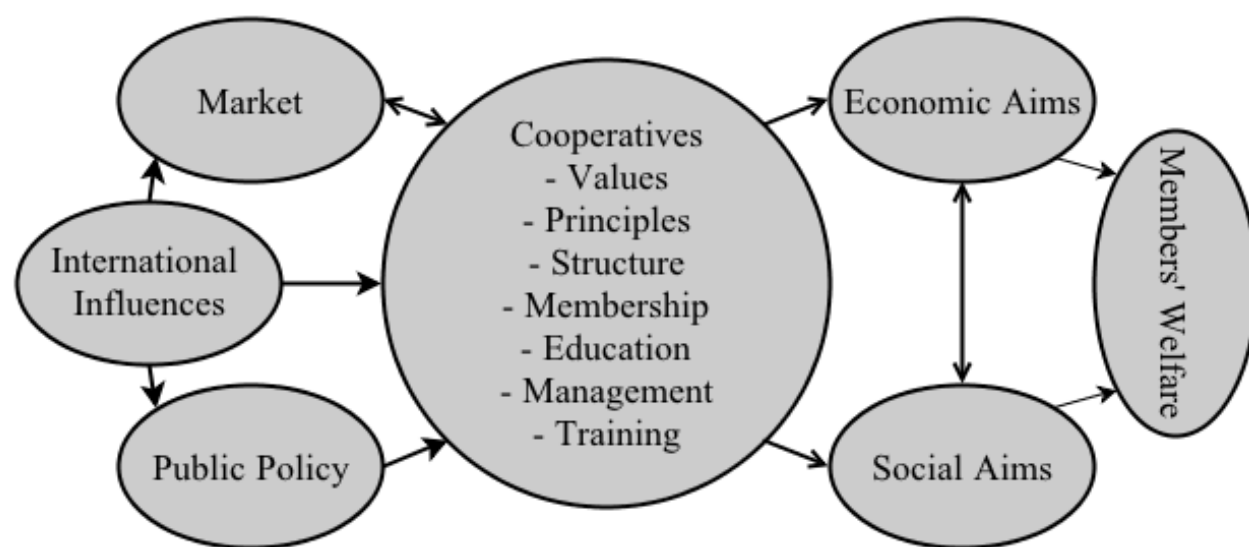 Market
International
Influences
Public Policy
Cooperatives
- Values
- Principles
- Structure
- Membership
- Education
- Management
- Training
Economic Aims
Social Aims
Members' Welfare